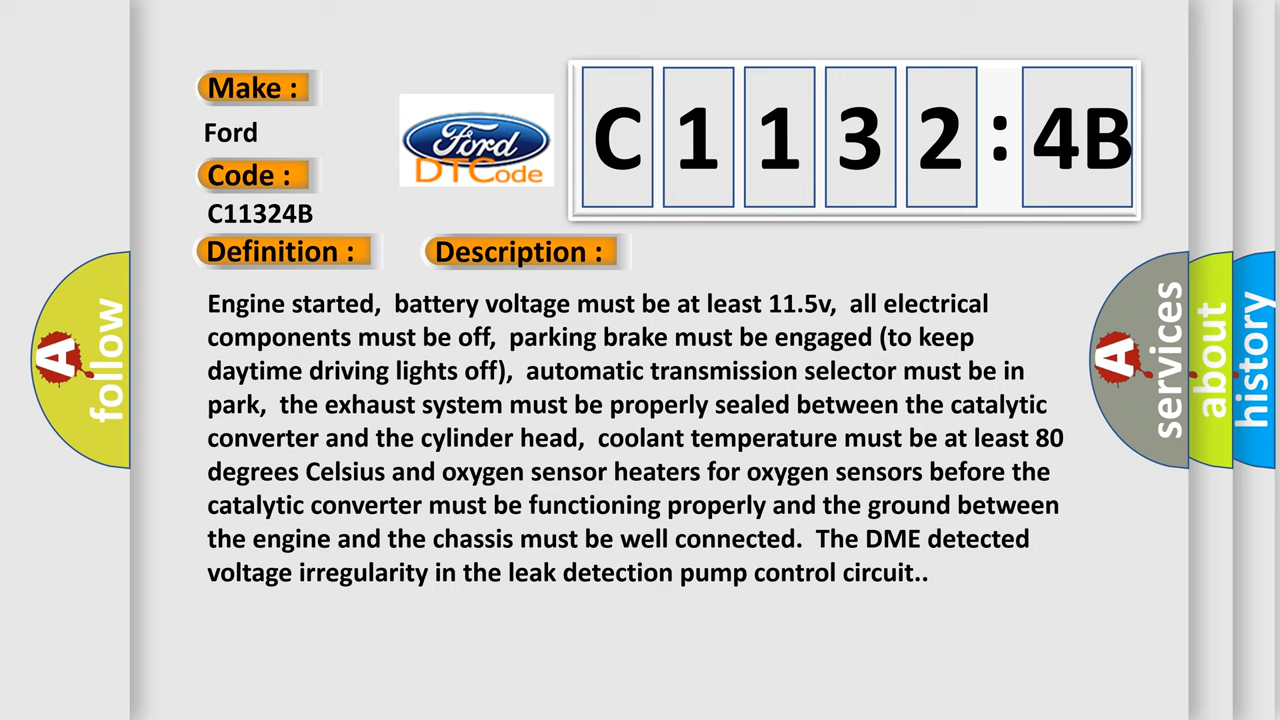 Make :
Ford
Code :
C11324B
Definition :
Description :
Ford
DTCode
C 1 1 3 2 : 4B
Engine started,  battery voltage must be at least 11.5v,  all electrical
components must be off,  parking brake must be engaged (to keep
daytime driving lights off),  automatic transmission selector must be in
park,  the exhaust system must be properly sealed between the catalytic
converter and the cylinder head,  coolant temperature must be at least 80
degrees Celsius and oxygen sensor heaters for oxygen sensors before the
catalytic converter must be functioning properly and the ground between
the engine and the chassis must be well connected.  The DME detected
voltage irregularity in the leak detection pump control circuit..
A follow
A services
about
history